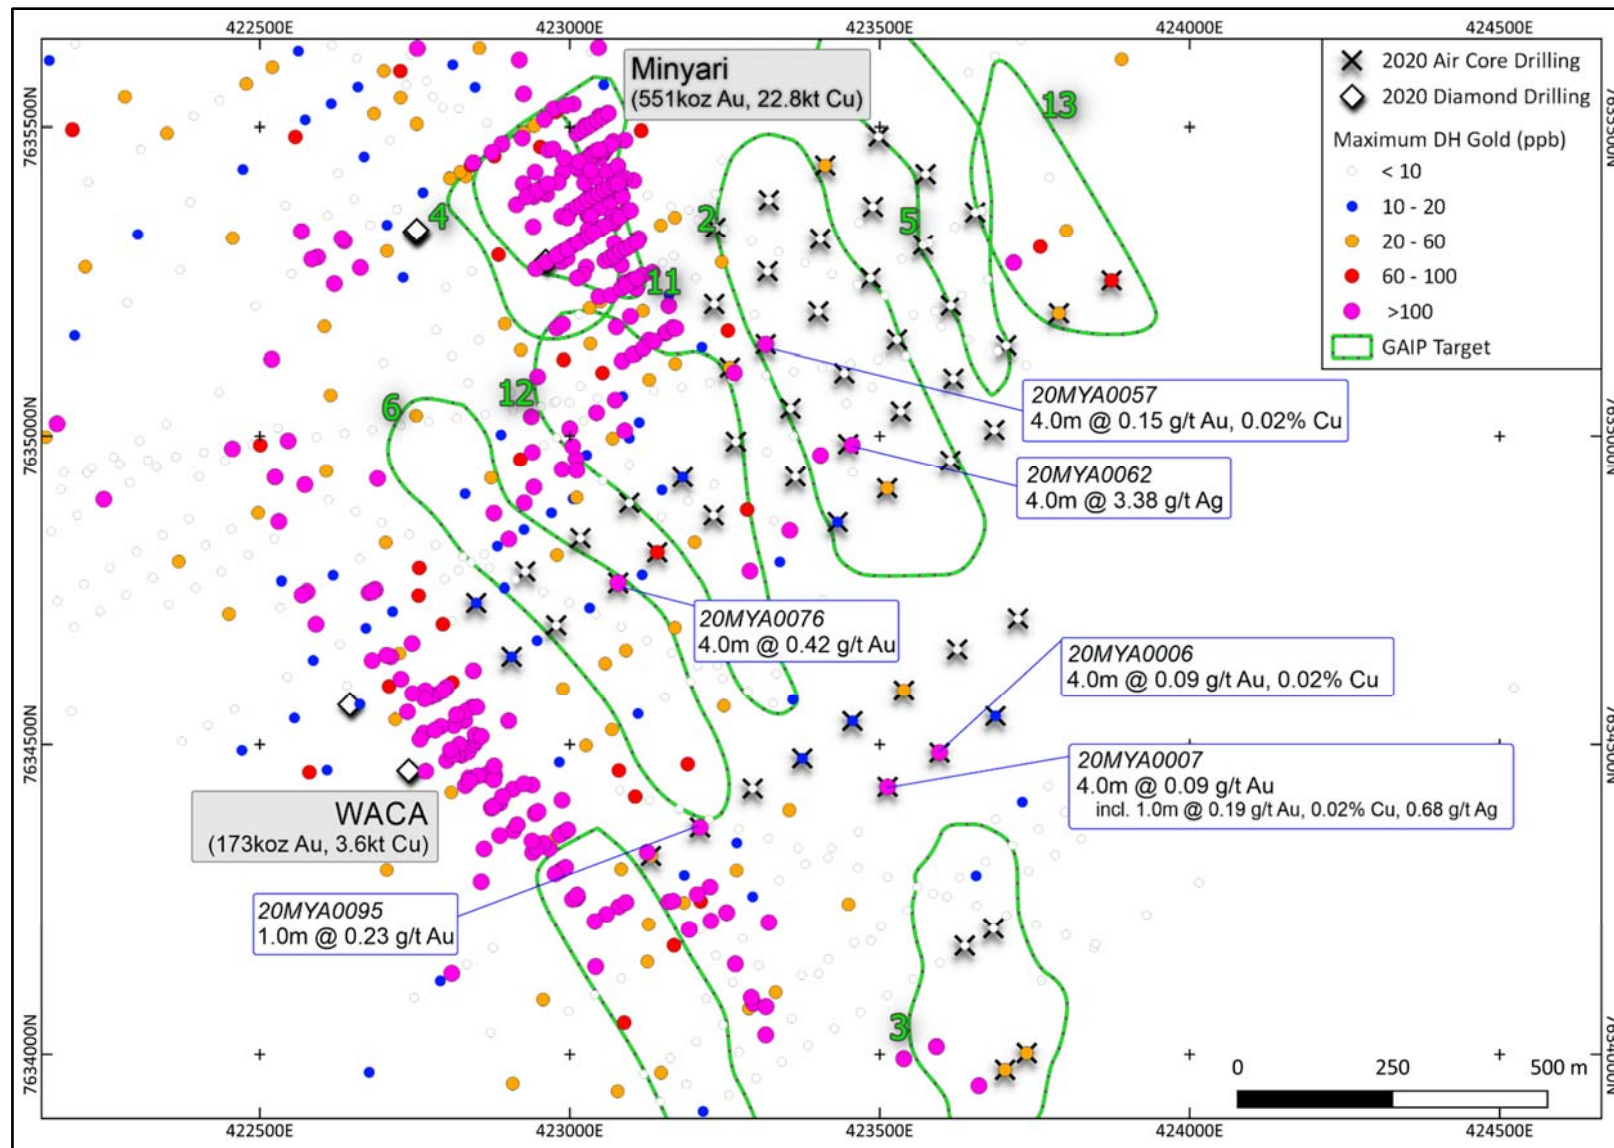 422500E 423000E 423500E 424000E 424500E
Minyari
(551koz Au, 22.8kt Cu)
2020 Air Core Drilling
2020 Diamond Drilling
Maximum DH Gold (ppb)
< 10
10 - 20
20 - 60
60 - 100
>100
GAIP Target
7635500N
13
4
2
5
11
12
6
20MYA0057
4.0m @ 0.15 g/t Au, 0.02% Cu
7635000N
20MYA0062
4.0m @ 3.38 g/t Ag
20MYA0076
4.0m @ 0.42 g/t Au
20MYA0006
4.0m @ 0.09 g/t Au, 0.02% Cu
7634500N
20MYA0007
4.0m @ 0.09 g/t Au
incl. 1.0m @ 0.19 g/t Au, 0.02% Cu, 0.68 g/t Ag
WACA
(173koz Au, 3.6kt Cu)
20MYA0095
1.0m @ 0.23 g/t Au
3
7634000N
0 250 500 m
422500E 423000E 423500E 424000E 424500E